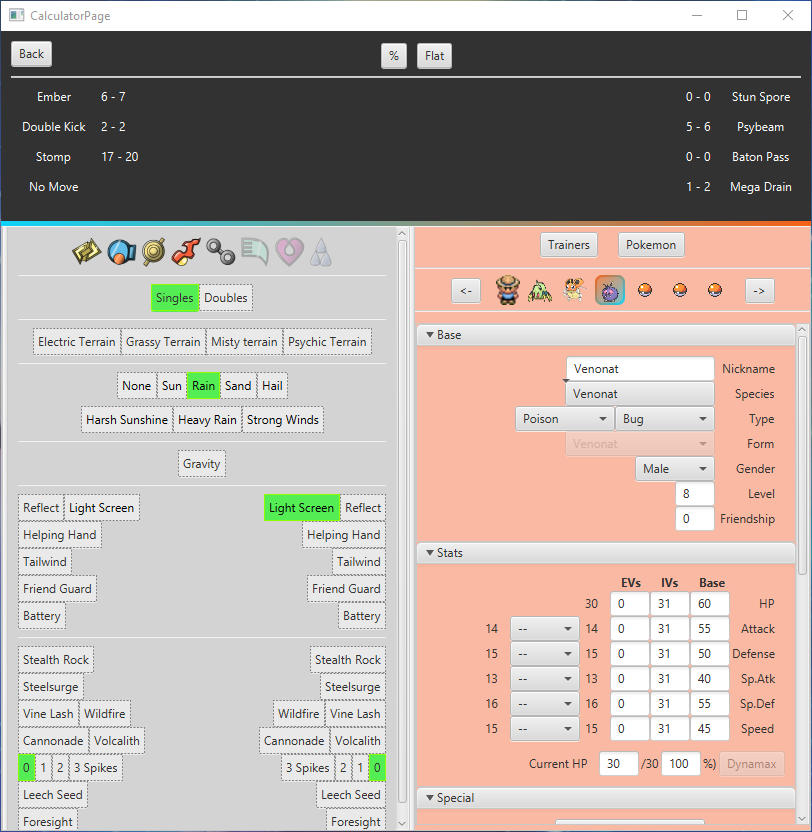 CalculatorPage
Back % Flat
Ember 6 - 7 0 - 0 Stun Spore
Double Kick 2 - 2 5 - 6 Psybeam
Stomp 17 - 20 0 - 0 Baton Pass
No Move 1 - 2 Mega Drain
Singles Doubles
Electric Terrain Grassy Terrain Misty terrain Psychic Terrain
None Sun Rain Sand Hail
Harsh Sunshine Heavy Rain Strong Winds
Gravity
Reflect Light Screen Light Screen Reflect
Helping Hand Helping Hand
Tailwind Tailwind
Friend Guard Friend Guard
Battery Battery
Stealth Rock Stealth Rock
Steelsurge Steelsurge
Vine Lash Wildfire Wildfire Vine Lash
Cannonade Volcalith Cannonade Volcalith
0 1 2 3 Spikes 3 Spikes 2 1 0
Leech Seed Leech Seed
Foresight Foresight
Trainers Pokemon
<- ->
Base
Venonat Nickname
Venonat Species
Poison Bug Type
Venonat Form
Male Gender
8 Level
0 Friendship
Stats
EVs IVs Base
30 0 31 60 HP
14 -- 14 0 31 55 Attack
15 -- 15 0 31 50 Defense
13 -- 13 0 31 40 Sp.Atk
16 -- 16 0 31 55 Sp.Def
15 -- 15 0 31 45 Speed
Current HP 30 /30 100 %) Dynamax
Special